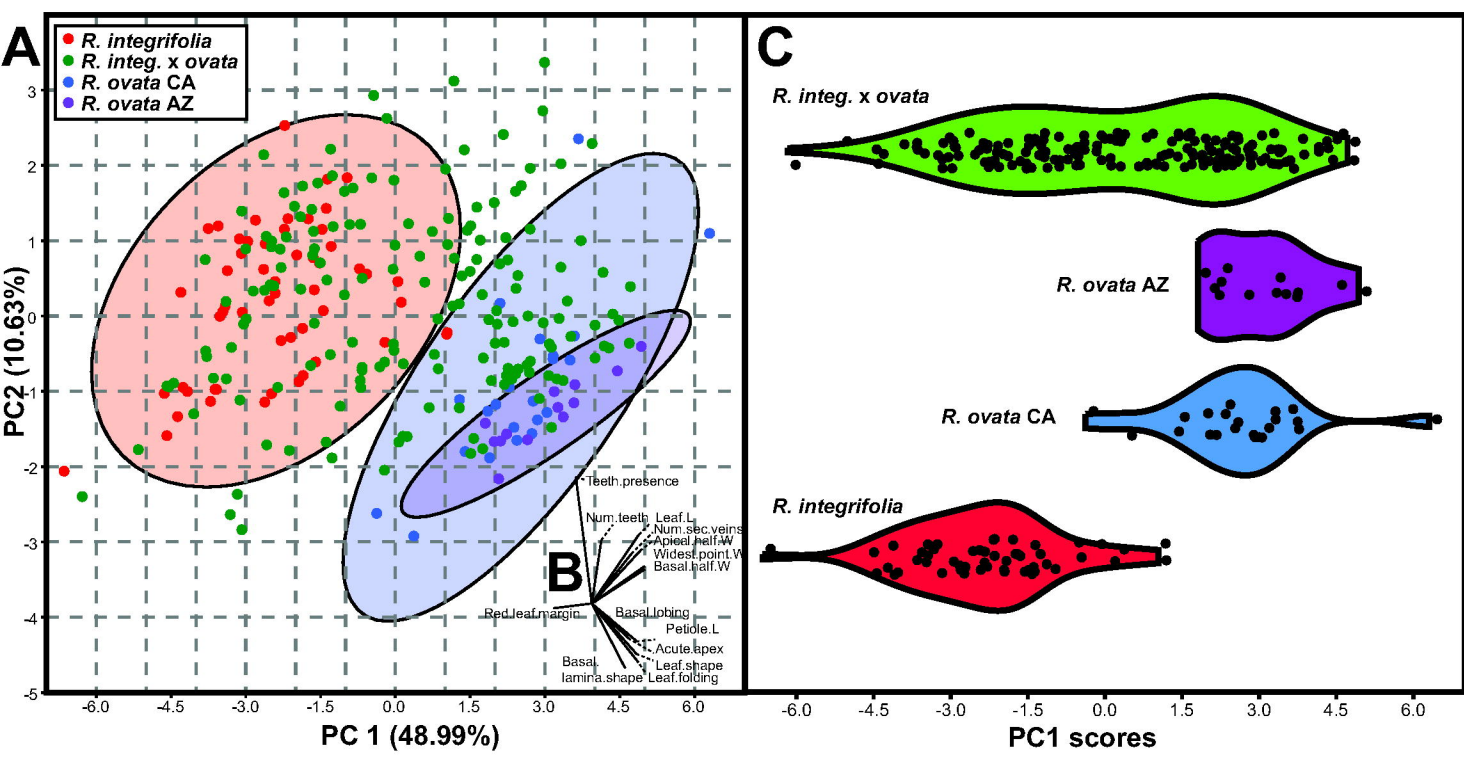 A
R. integrifolia
R. integ. x ovata
R. ovata CA
R. ovata AZ
PC2 (10.63%)
3
2
1
0
-1
-2
-3
-4
-5
-6.0 -4.5 -3.0 -1.5 0.0 1.5 3.0 4.5 6.0
PC 1 (48.99%)
B
Teeth.presence
Num.teeth Leaf.L
Num.sec.veins
Apical.half.W
Widest.point.W
Basal.half.W
Red.leaf.margin
Basal.lobing
Petiole.L
Acute.apex
Leaf.shape
Basal.
lamina.shape Leaf.folding
C
R. integ. x ovata
R. ovata AZ
R. ovata CA
R. integrifolia
-6.0 -4.5 -3.0 -1.5 0.0 1.5 3.0 4.5 6.0
PC1 scores